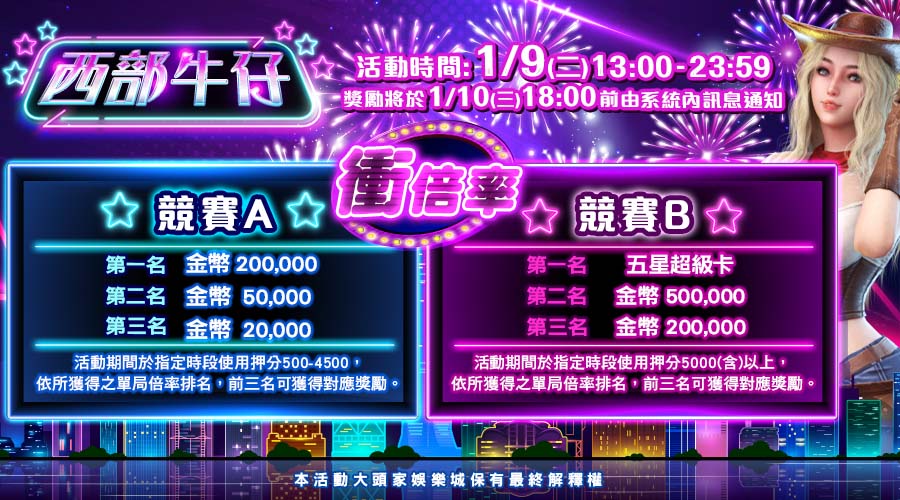 西部牛仔
活動時間: 1/9(二)13:00-23:59
獎勵將於1/10(三)18:00前由系統內訊息通知
衝倍率
競賽A
第一名 金幣 200,000
第二名 金幣 50,000
第三名 金幣 20,000
活動期間於指定時段使用押分500-4500，
依所獲得之單局倍率排名，前三名可獲得對應獎勵。
競賽B
第一名 五星超級卡
第二名 金幣 500,000
第三名 金幣 200,000
活動期間於指定時段使用押分5000(含)以上，
依所獲得之單局倍率排名，前三名可獲得對應獎勵。
本活動大頭家娛樂城保有最終解釋權